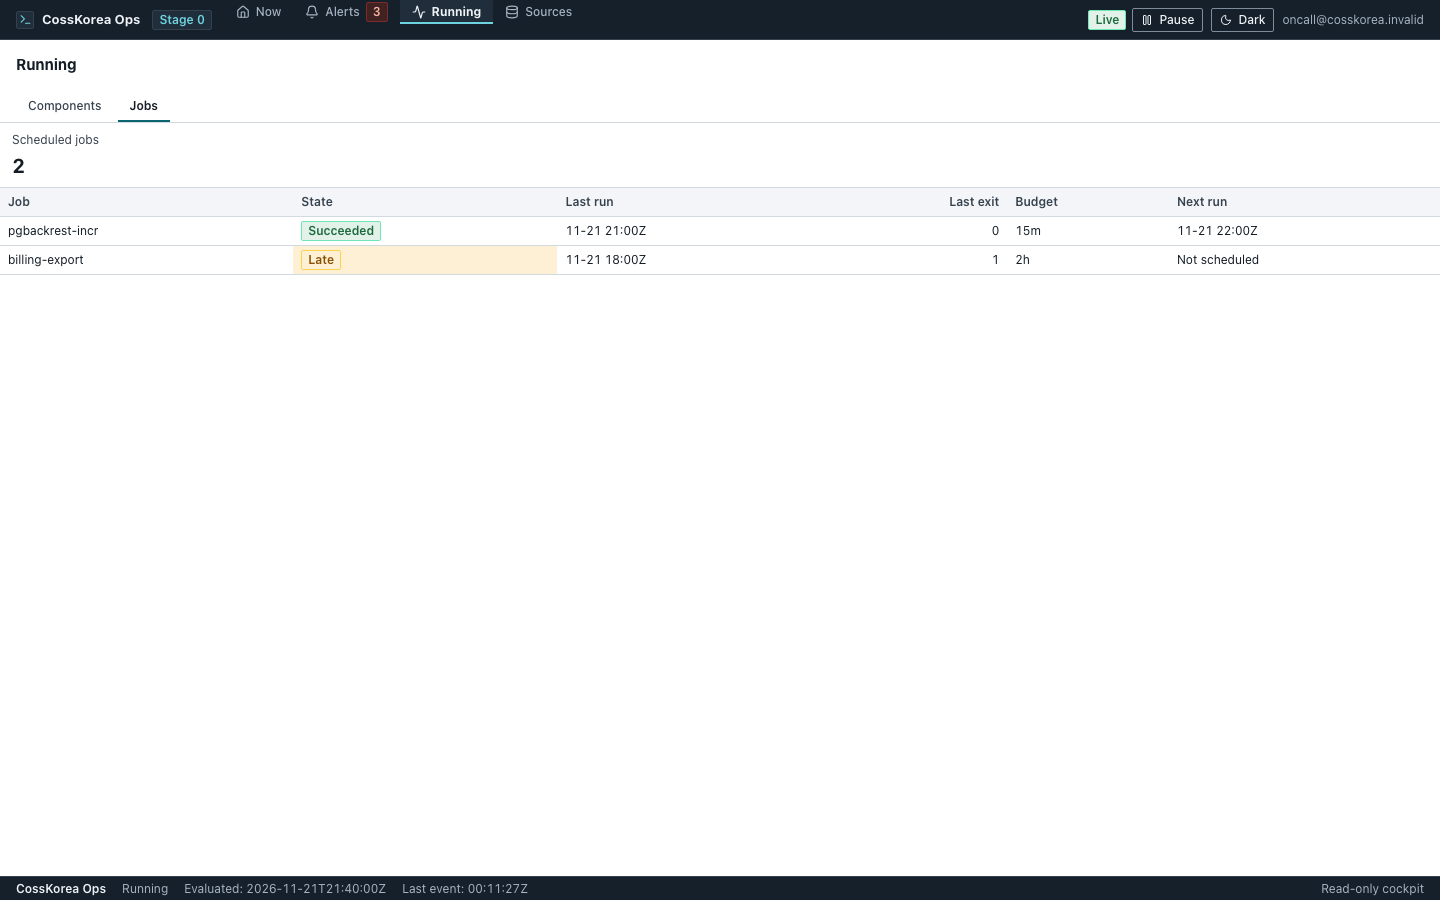 CossKorea Ops Stage 0 Now Alerts 3 Running Sources Live Pause Dark oncall@cosskorea.invalid
Running
Components Jobs
Scheduled jobs
2
Job State Last run Last exit Budget Next run
pgbackrest-incr Succeeded 11-21 21:00Z 0 15m 11-21 22:00Z
billing-export Late 11-21 18:00Z 1 2h Not scheduled
CossKorea Ops Running Evaluated: 2026-11-21T21:40:00Z Last event: 00:11:27Z Read-only cockpit